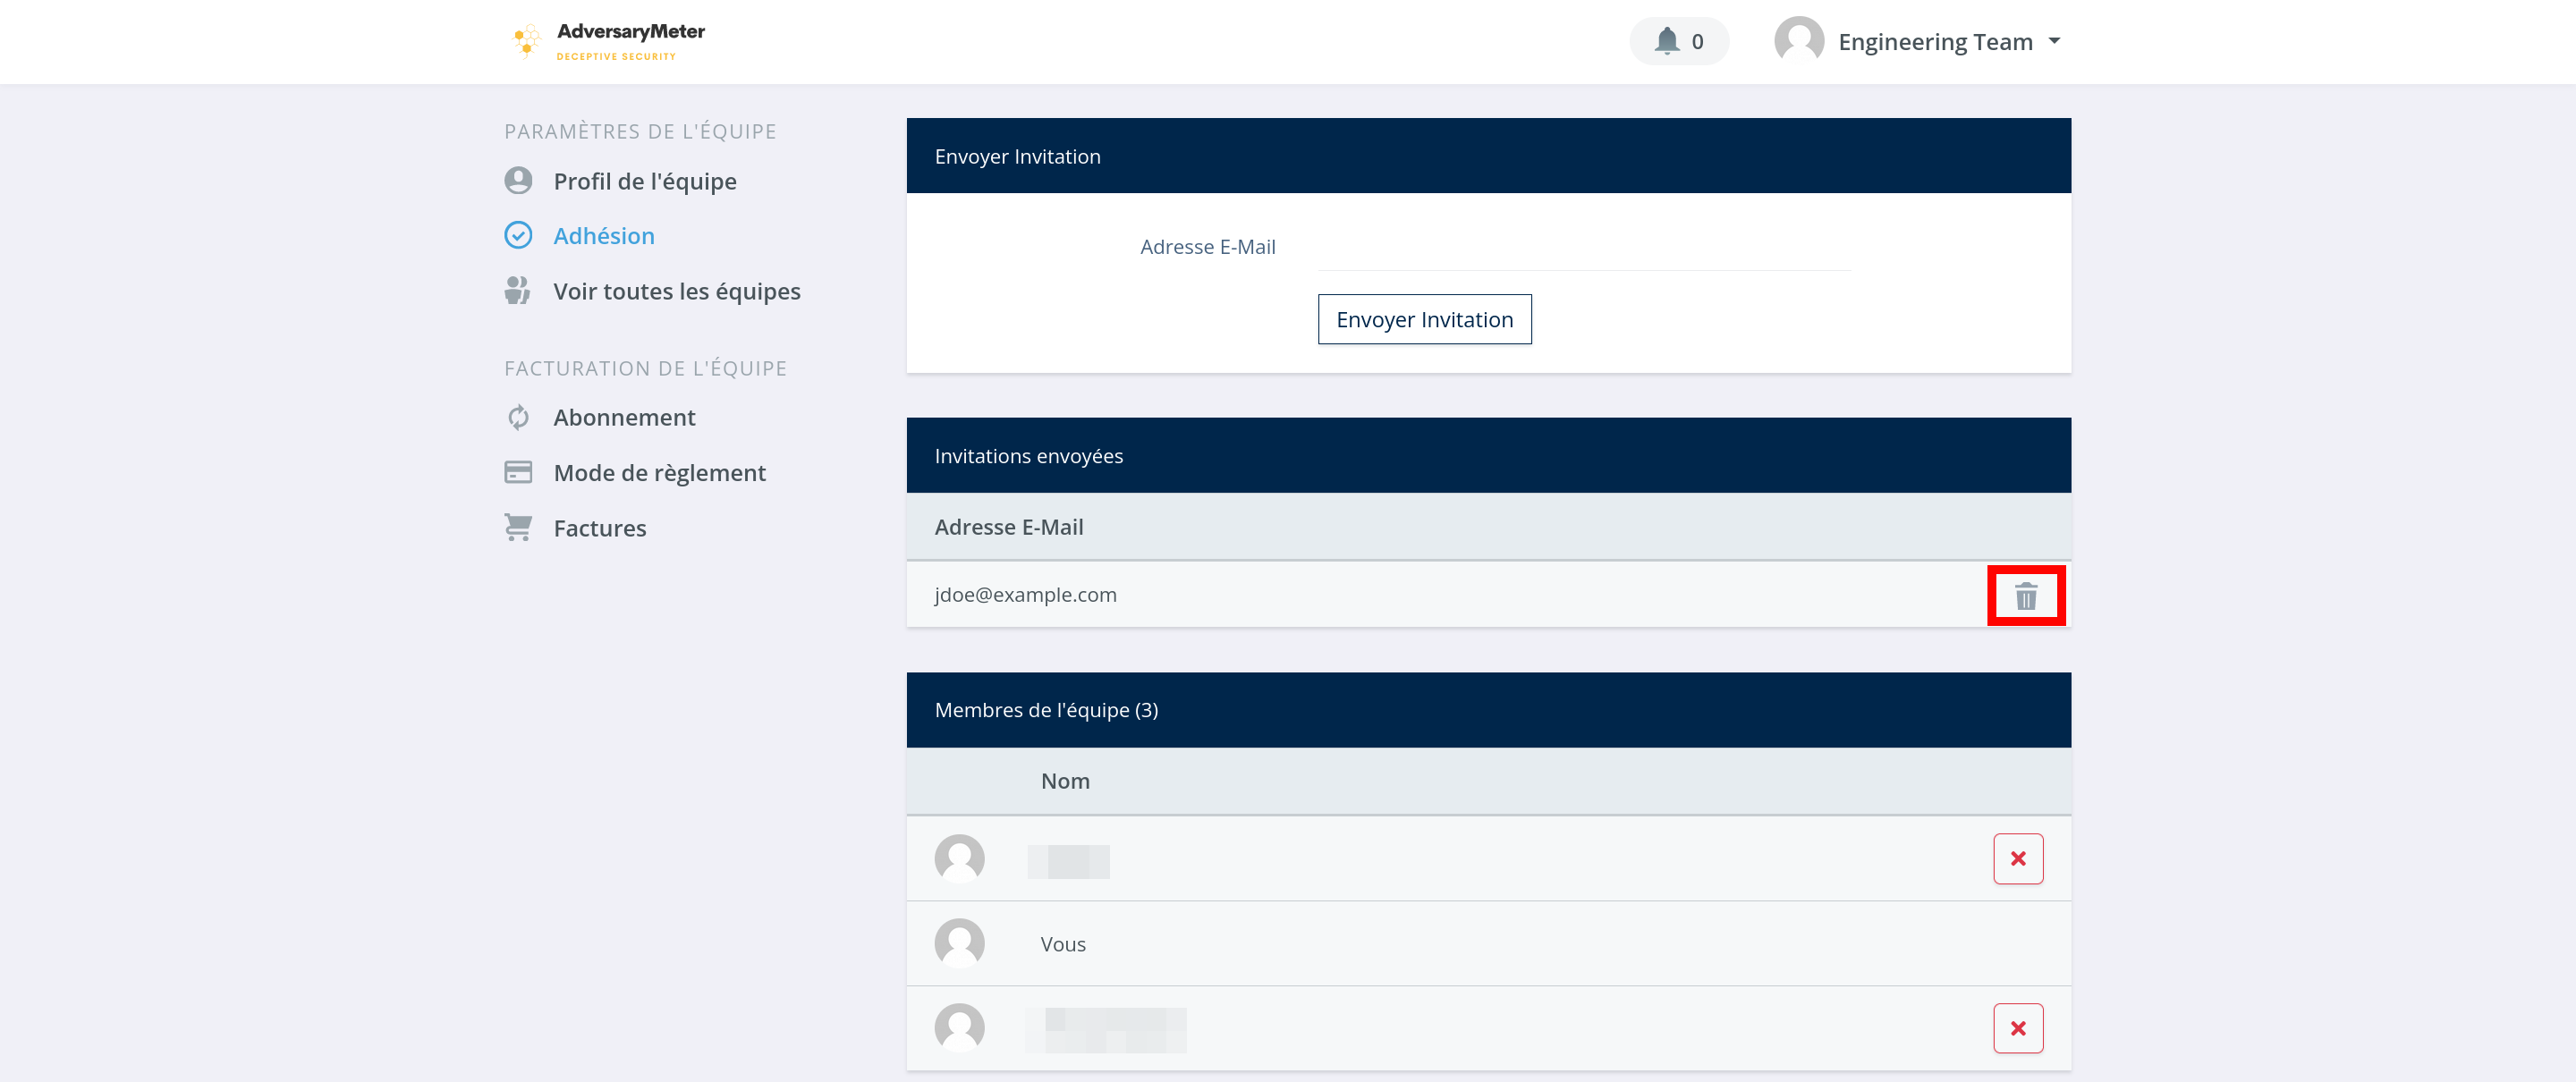 AdversaryMeter
DECEPTIVE SECURITY
0
Engineering Team
PARAMÈTRES DE L'ÉQUIPE
Profil de l'équipe
Adhésion
Voir toutes les équipes
FACTURATION DE L'ÉQUIPE
Abonnement
Mode de règlement
Factures
Envoyer Invitation
Adresse E-Mail
Envoyer Invitation
Invitations envoyées
Adresse E-Mail
jdoe@example.com
Membres de l'équipe (3)
Nom
Vous